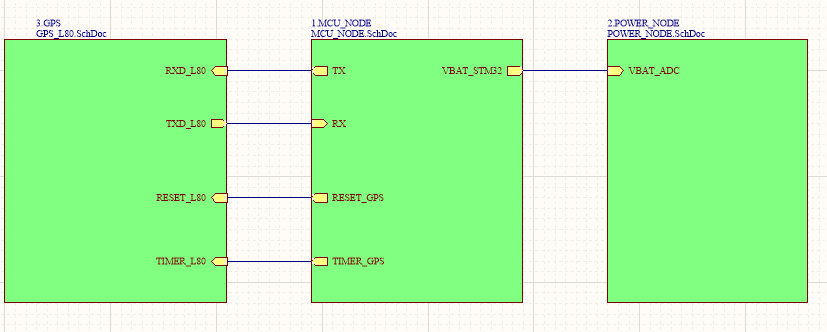 3.GPS
GPS_L80.SchDoc
1.MCU_NODE
MCU_NODE.SchDoc
2.POWER_NODE
POWER_NODE.SchDoc
RXD_L80
TX
VBAT_STM32
VBAT_ADC
TXD_L80
RX
RESET_L80
RESET_GPS
TIMER_L80
TIMER_GPS